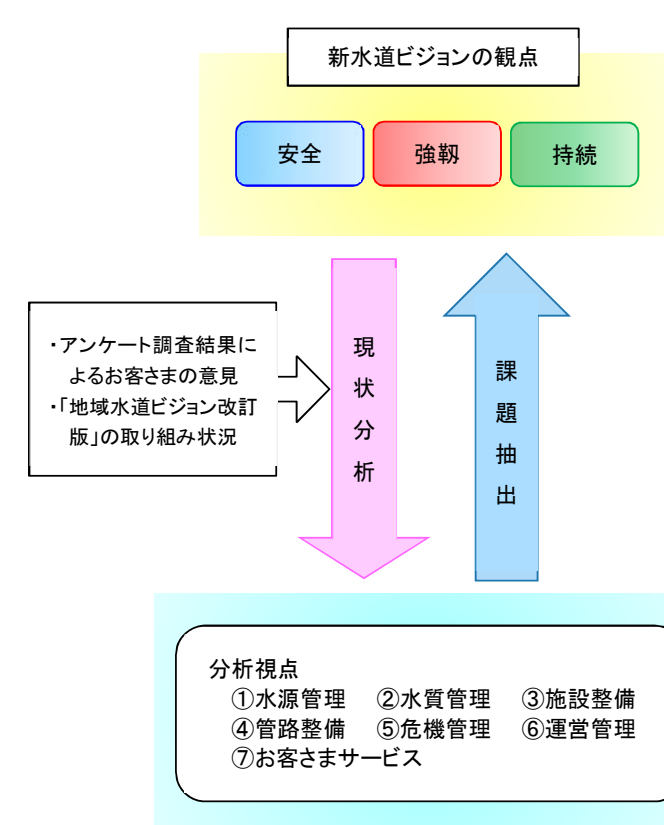 新水道ビジョンの観点
安全
強靱
持続
・アンケート調査結果に
よるお客さまの意見
・「地域水道ビジョン改訂
版」の取り組み状況
現状分析
課題抽出
分析視点
①水源管理 ②水質管理 ③施設整備
④管路整備 ⑤危機管理 ⑥運営管理
⑦お客さまサービス